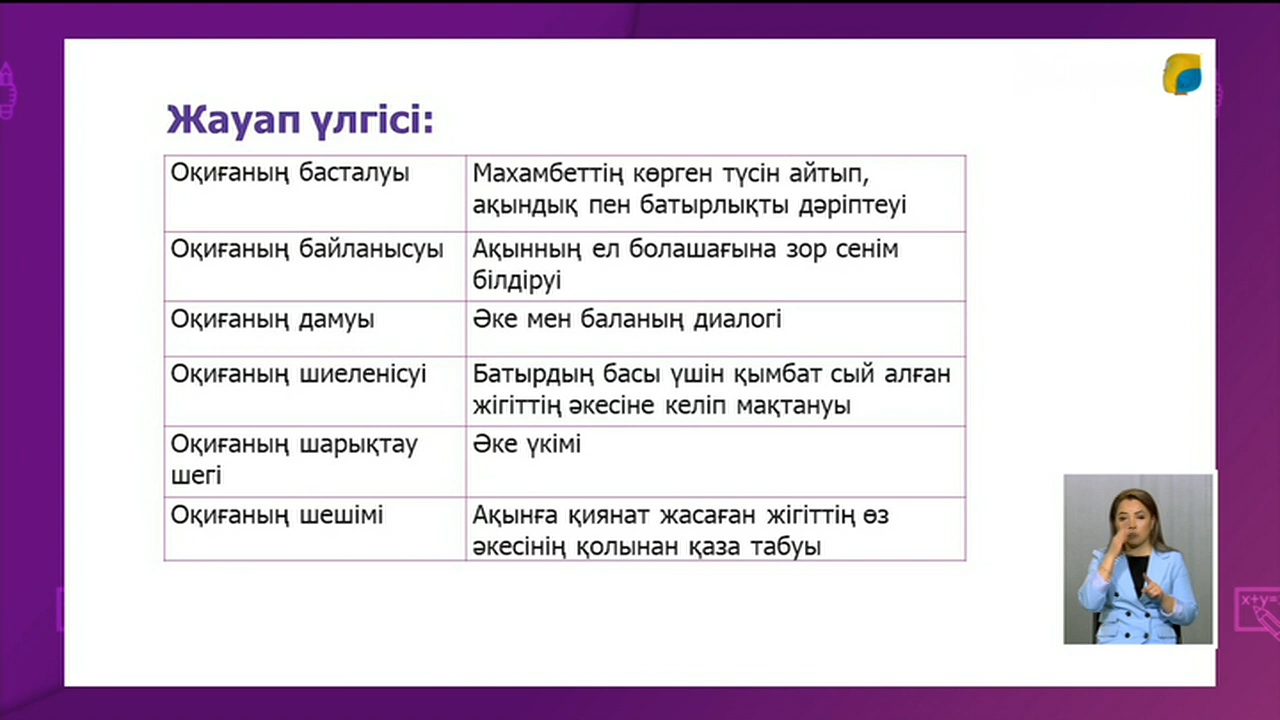 Жауап үлгісі:
Оқиғаның басталуы
Махамбеттің көрген түсін айтып,
ақындық пен батырлықты дәріптеуі
Оқиғаның байланысуы
Ақынның ел болашағына зор сенім
білдіруі
Оқиғаның дамуы
Әке мен баланың диалогі
Оқиғаның шиеленісуі
Батырдың басы үшін қымбат сый алған
жігіттің әкесіне келіп мақтануы
Оқиғаның шарықтау
шегі
Әке үкімі
Оқиғаның шешімі
Ақынға қиянат жасаған жігіттің өз
әкесінің қолынан қаза табуы
x+y=